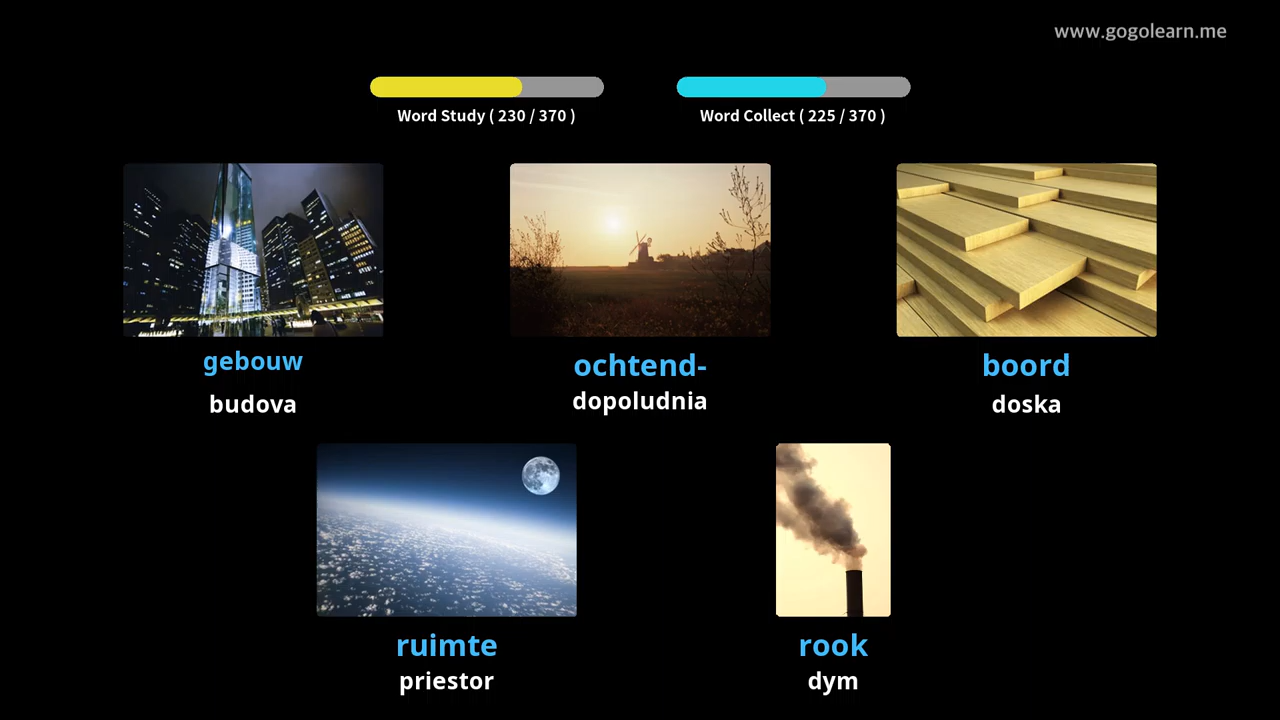 www.gogolearn.me
Word Study ( 230 / 370 )
Word Collect ( 225 / 370 )
gebouw
budova
ochtend-
dopoludnia
boord
doska
ruimte
priestor
rook
dym